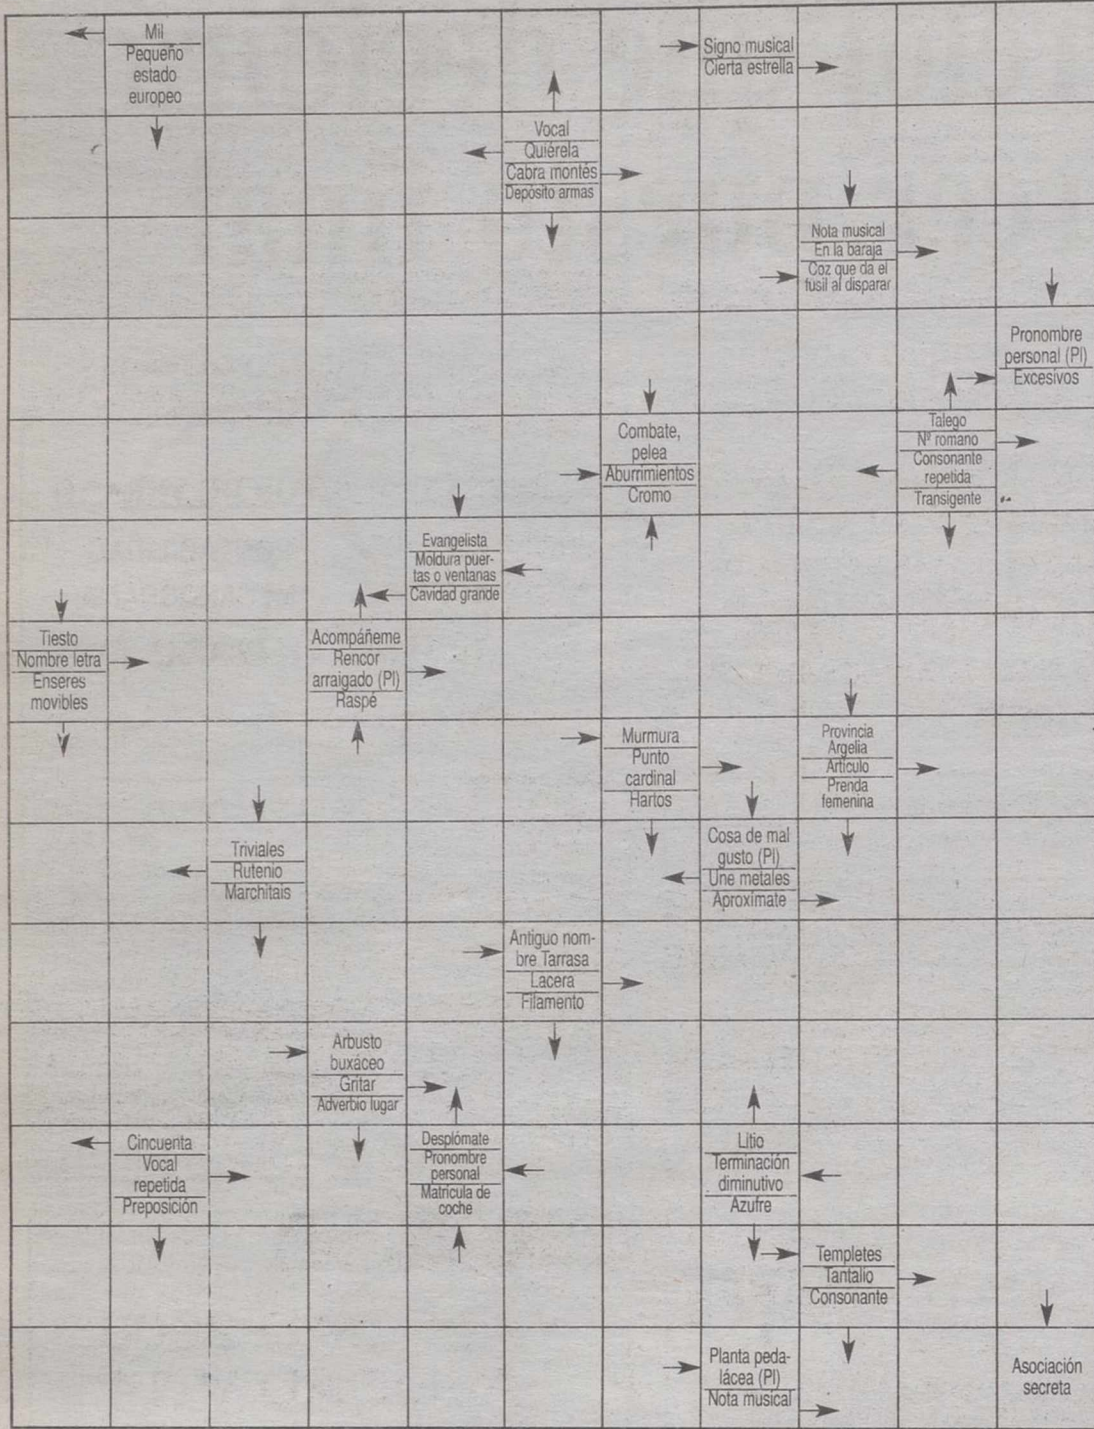 Mil
Pequeño
estado
europeo
Signo musical
Cierta estrella
Vocal
Quiérela
Cabra montés
Depósito armas
Nota musical
En la baraja
Coz que da el
fusil al disparar
Pronombre
personal (Pl)
Excesivos
Combate,
pelea
Aburrimientos
Cromo
Talego
Nº romano
Consonante
repetida
Transigente
Evangelista
Moldura puer-
tas o ventanas
Cavidad grande
Tiesto
Nombre letra
Enseres
movibles
Acompáñeme
Rencor
arraigado (Pl)
Raspé
Murmura
Punto
cardinal
Hartos
Provincia
Argelia
Artículo
Prenda
femenina
Triviales
Rutenio
Marchitais
Cosa de mal
gusto (Pl)
Une metales
Aproxímate
Antiguo nom-
bre Tarrasa
Lacera
Filamento
Arbusto
buxáceo
Gritar
Adverbio lugar
Cincuenta
Vocal
repetida
Preposición
Desplómate
Pronombre
personal
Matrícula de
coche
Litio
Terminación
diminutivo
Azufre
Templetes
Tantalio
Consonante
Planta peda-
lácea (Pl)
Nota musical
Asociación
secreta